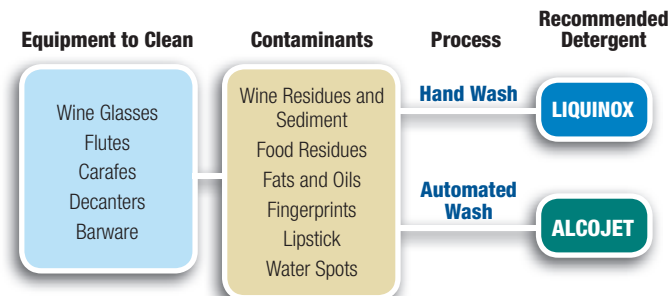 Equipment to Clean
Contaminants
Process
Recommended
Detergent
Wine Glasses
Flutes
Carafes
Decanters
Barware
Wine Residues and
Sediment
Food Residues
Fats and Oils
Fingerprints
Lipstick
Water Spots
Hand Wash
LIQUINOX
Automated
Wash
ALCOJET